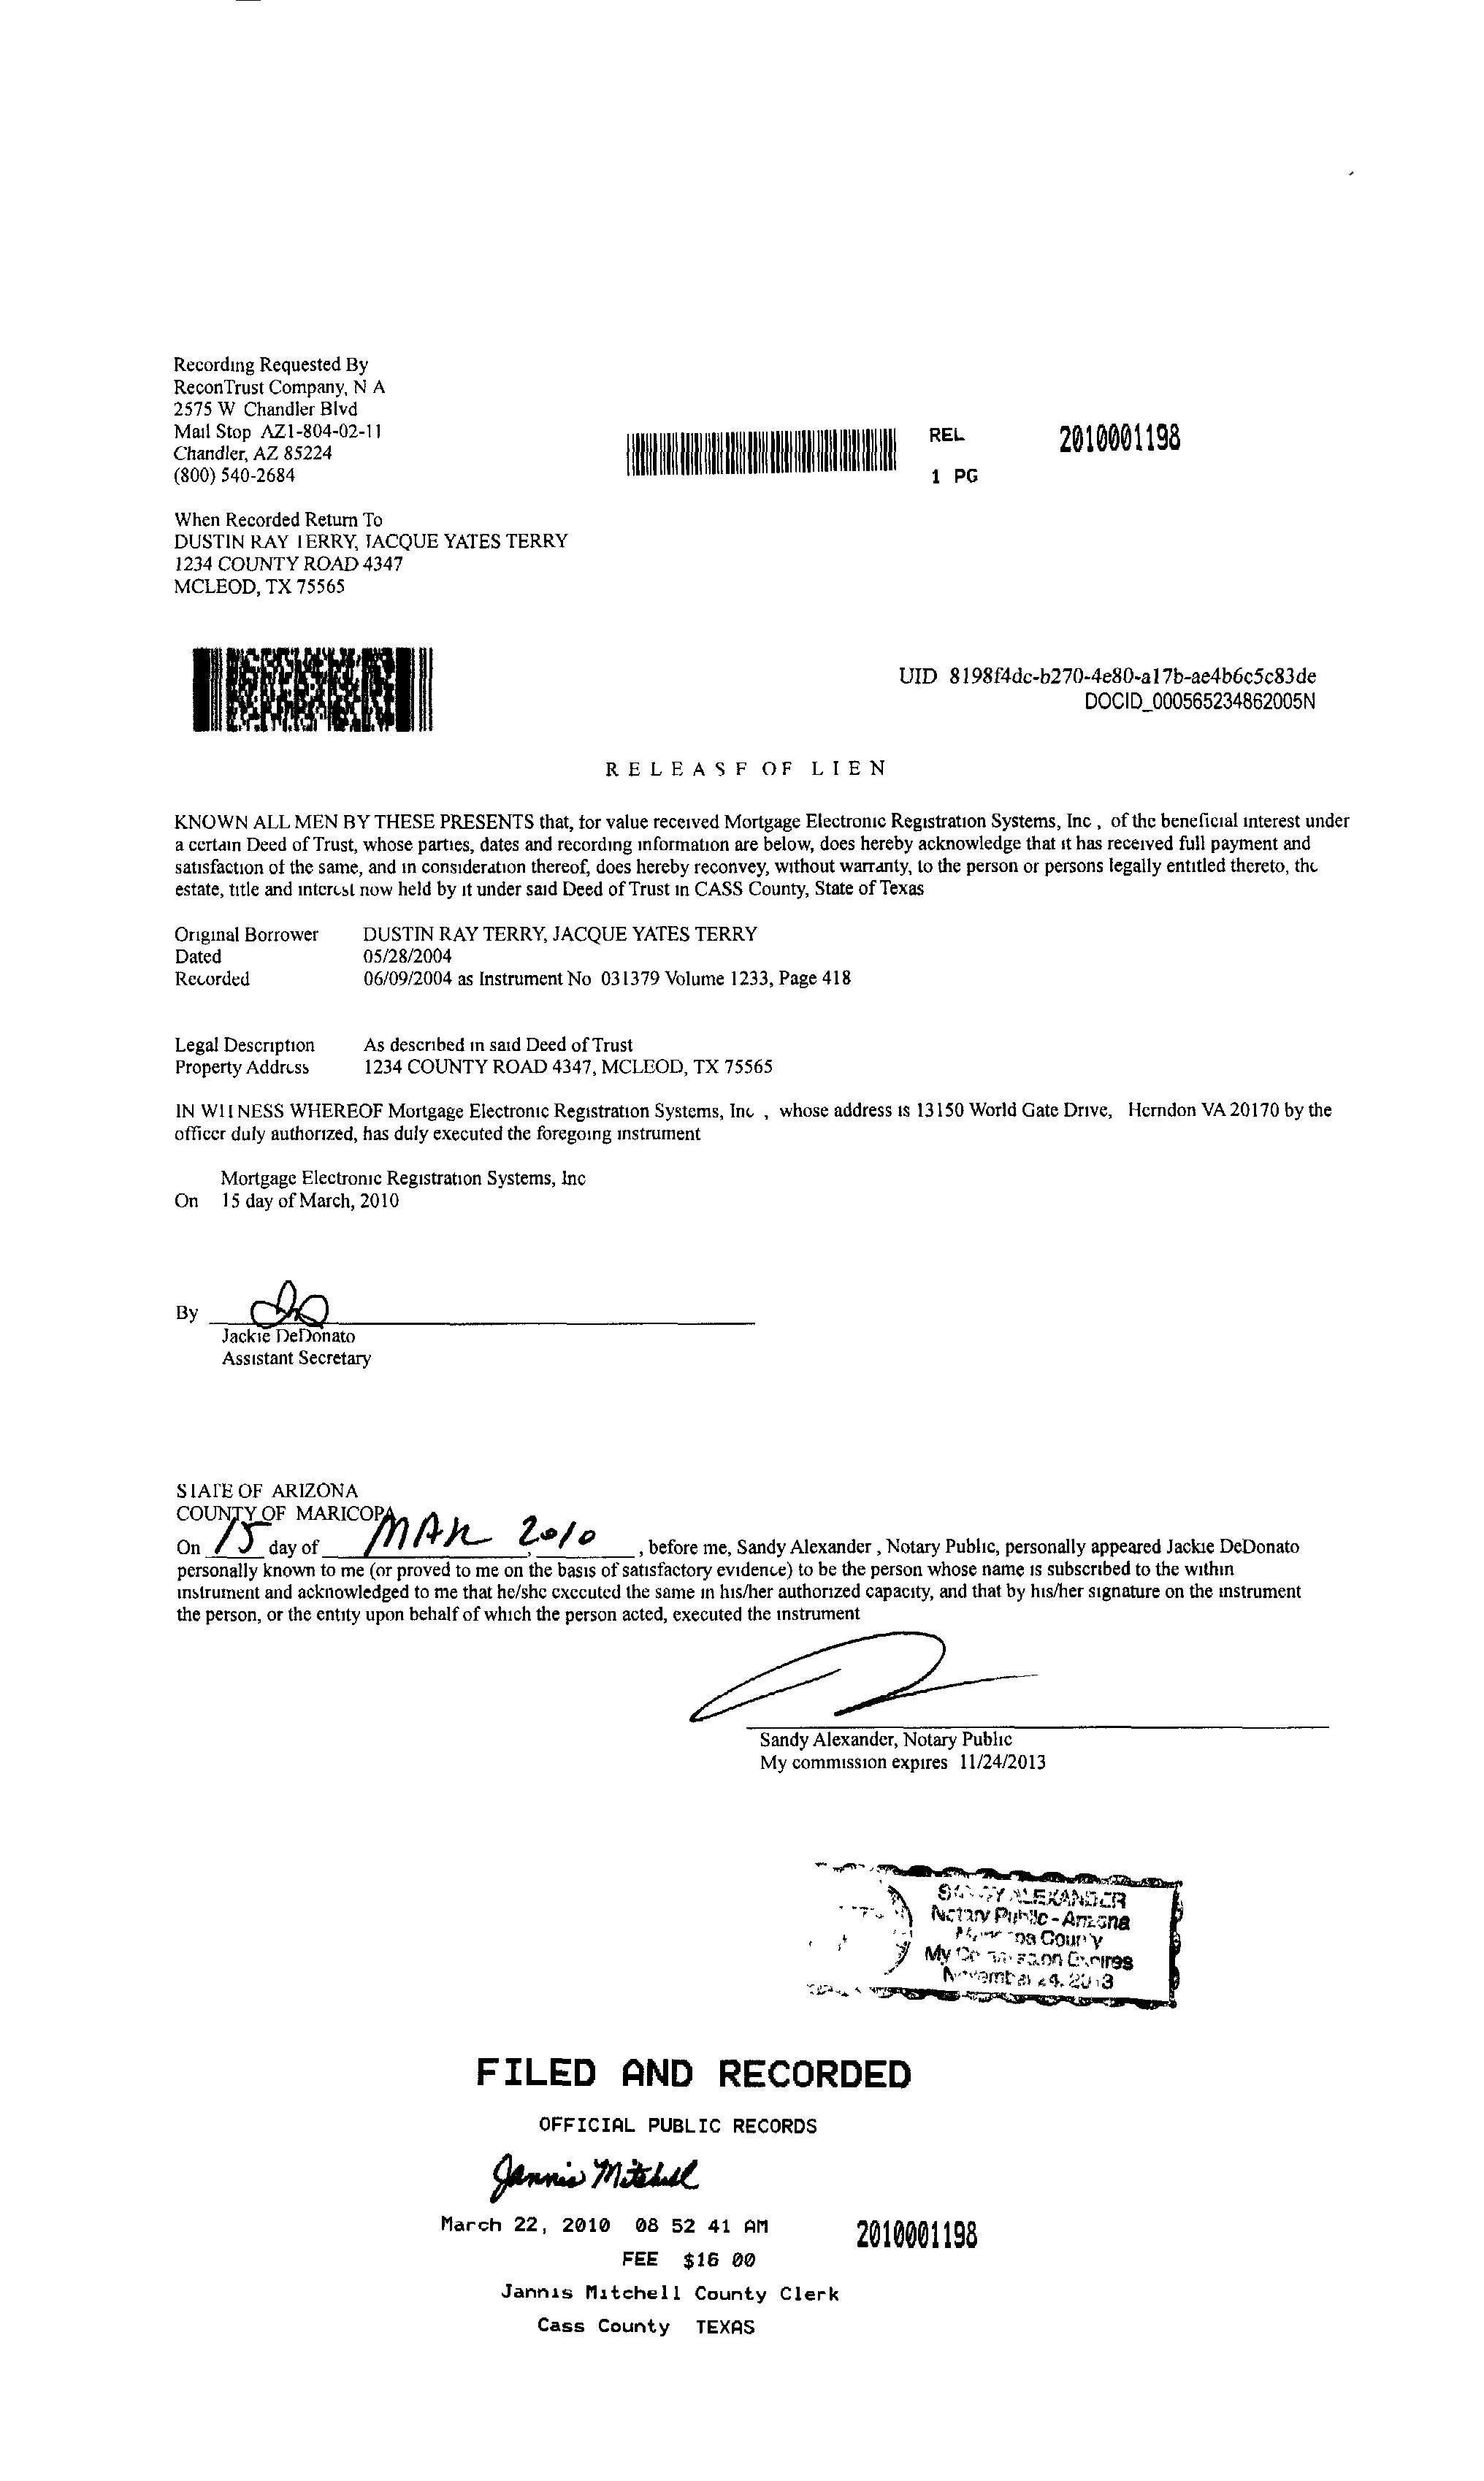 Recording Requested By
ReconTrust Company, N A
2575 W Chandler Blvd
Mail Stop AZ1-804-02-11
Chandler, AZ 85224
(800) 540-2684
REL 2010001198
1 PG
When Recorded Return To
DUSTIN RAY TERRY, JACQUE YATES TERRY
1234 COUNTY ROAD 4347
MCLEOD, TX 75565
UID 8198f4dc-b270-4e80-a17b-ae4b6c5c83de
DOCID_000565234862005N
RELEASE OF LIEN
KNOWN ALL MEN BY THESE PRESENTS that, for value received Mortgage Electronic Registration Systems, Inc , of the beneficial interest under
a certain Deed of Trust, whose parties, dates and recording information are below, does hereby acknowledge that it has received full payment and
satisfaction of the same, and in consideration thereof, does hereby reconvey, without warranty, to the person or persons legally entitled thereto, the
estate, title and interest now held by it under said Deed of Trust in CASS County, State of Texas
Original Borrower DUSTIN RAY TERRY, JACQUE YATES TERRY
Dated 05/28/2004
Recorded 06/09/2004 as Instrument No 031379 Volume 1233, Page 418
Legal Description As described in said Deed of Trust
Property Address 1234 COUNTY ROAD 4347, MCLEOD, TX 75565
IN WITNESS WHEREOF Mortgage Electronic Registration Systems, Inc , whose address is 13150 World Gate Drive, Herndon VA 20170 by the
officer duly authorized, has duly executed the foregoing instrument
Mortgage Electronic Registration Systems, Inc
On 15 day of March, 2010
By
Jackie DeDonato
Assistant Secretary
STATE OF ARIZONA
COUNTY OF MARICOPA
On 15 day of MAR, 2010, before me, Sandy Alexander , Notary Public, personally appeared Jackie DeDonato
personally known to me (or proved to me on the basis of satisfactory evidence) to be the person whose name is subscribed to the within
instrument and acknowledged to me that he/she executed the same in his/her authorized capacity, and that by his/her signature on the instrument
the person, or the entity upon behalf of which the person acted, executed the instrument
Sandy Alexander, Notary Public
My commission expires 11/24/2013
SANDY ALEXANDER
Notary Public - Arizona
Maricopa County
My Commission Expires
November 24, 2013
FILED AND RECORDED
OFFICIAL PUBLIC RECORDS
Jannis Mitchell
March 22, 2010 08 52 41 AM 2010001198
FEE $16 00
Jannis Mitchell County Clerk
Cass County TEXAS